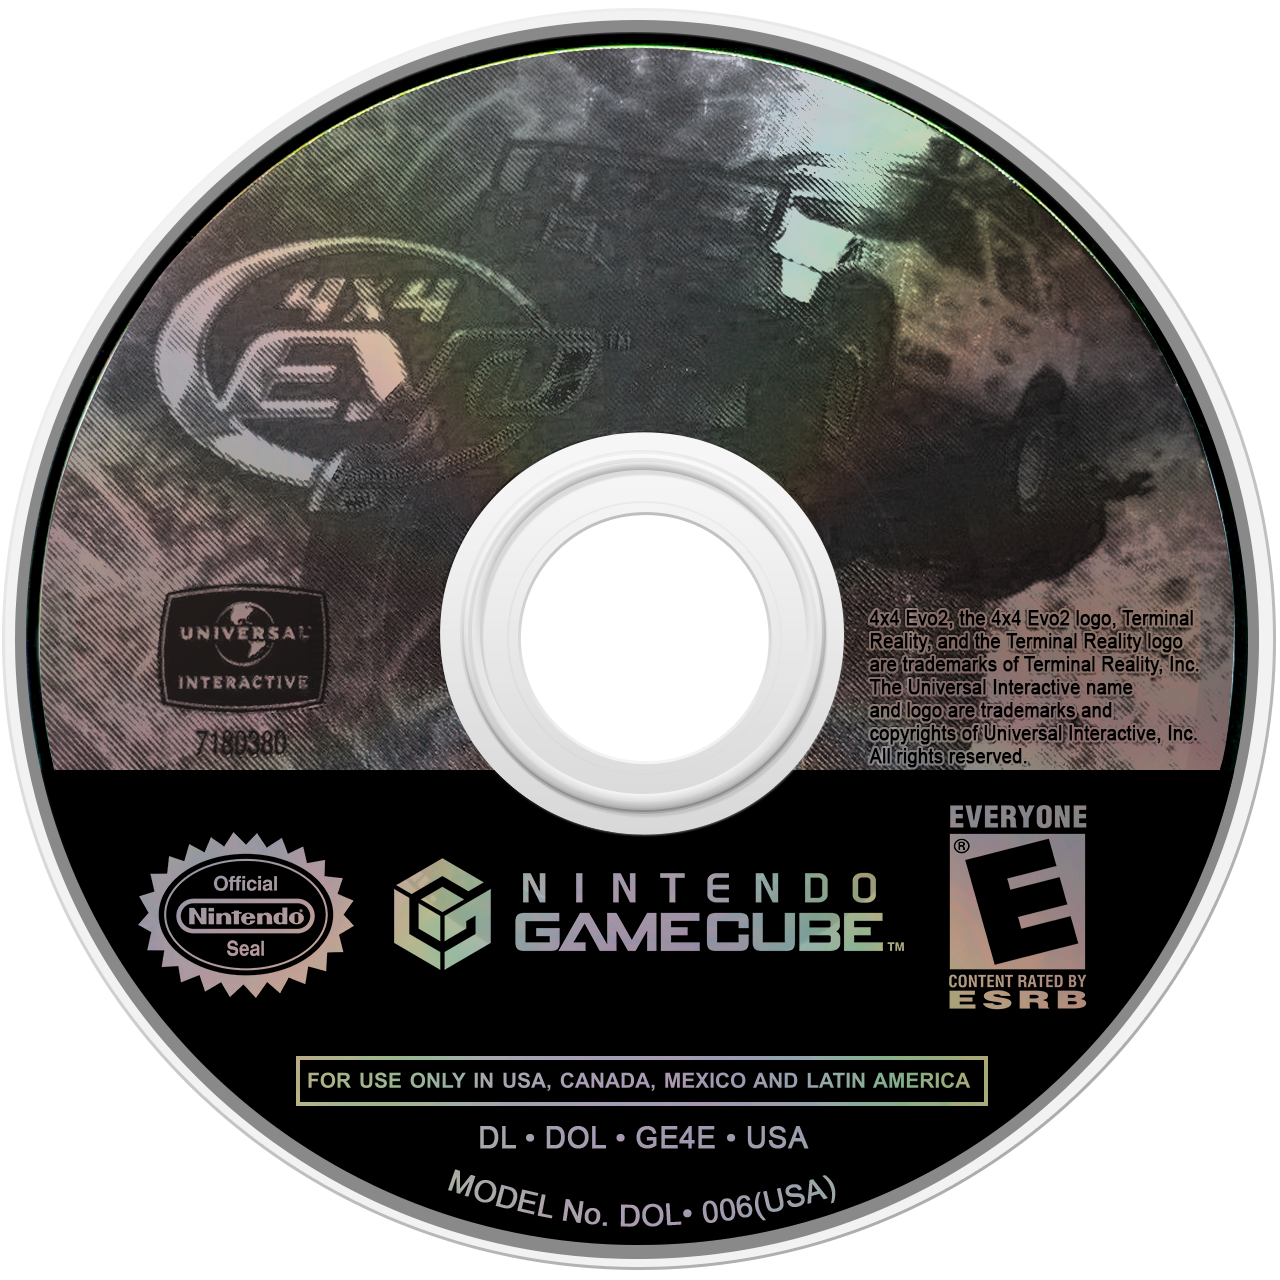 4x4
EVO
TM
UNIVERSAL
INTERACTIVE
7180380
4x4 Evo2, the 4x4 Evo2 logo, Terminal
Reality, and the Terminal Reality logo
are trademarks of Terminal Reality, Inc.
The Universal Interactive name
and logo are trademarks and
copyrights of Universal Interactive, Inc.
All rights reserved.
Official
Nintendo®
Seal
NINTENDO
GAMECUBE™
EVERYONE
®
E
CONTENT RATED BY
ESRB
FOR USE ONLY IN USA, CANADA, MEXICO AND LATIN AMERICA
DL • DOL • GE4E • USA
MODEL No. DOL• 006(USA)